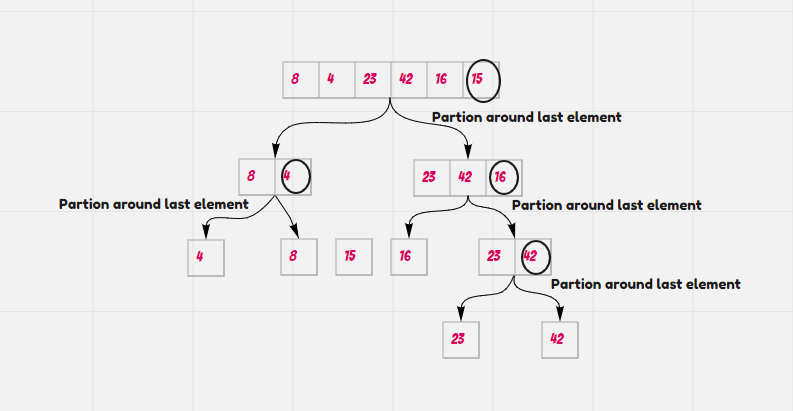 8 4 23 42 16 15
Partion around last element
8 4
23 42 16
Partion around last element
Partion around last element
4
8
15
16
23 42
Partion around last element
23
42